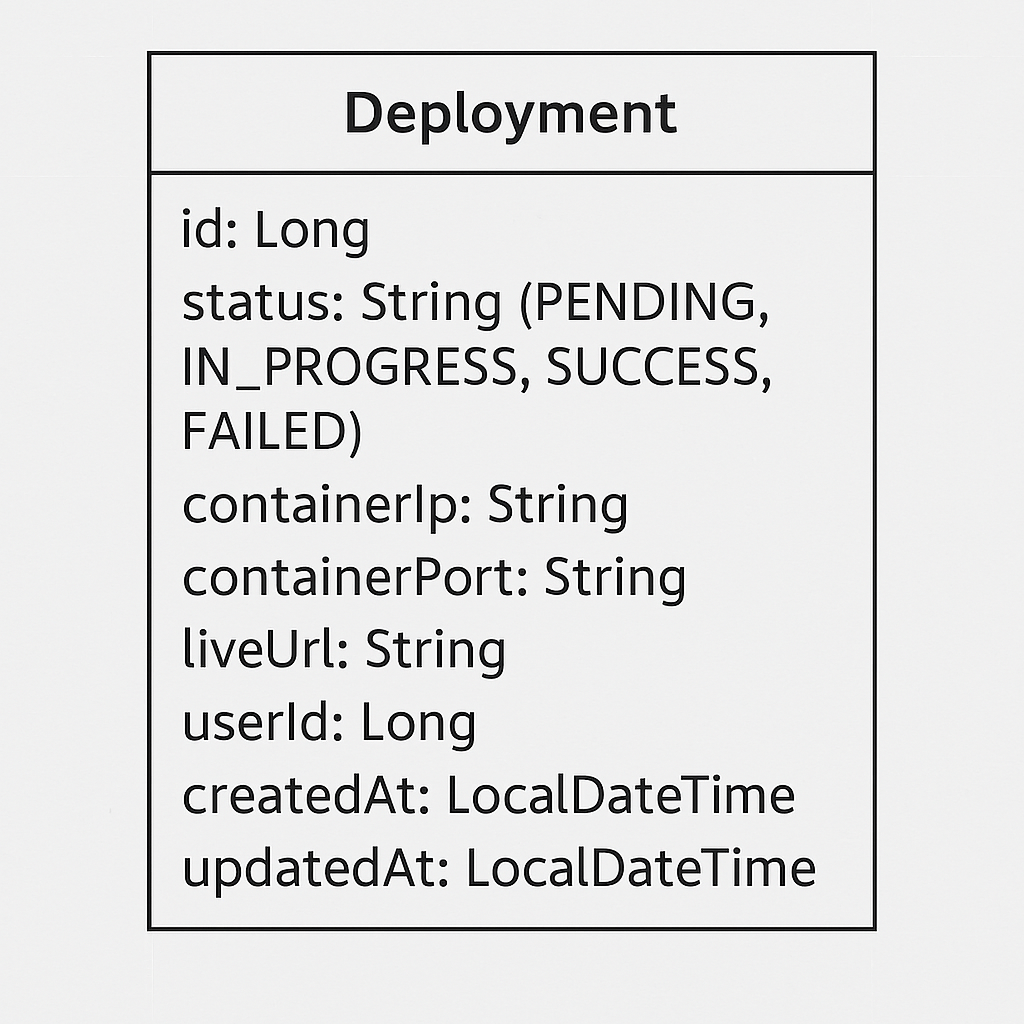 Deployment
id: Long
status: String (PENDING,
IN_PROGRESS, SUCCESS,
FAILED)
containerIp: String
containerPort: String
liveUrl: String
userId: Long
createdAt: LocalDateTime
updatedAt: LocalDateTime